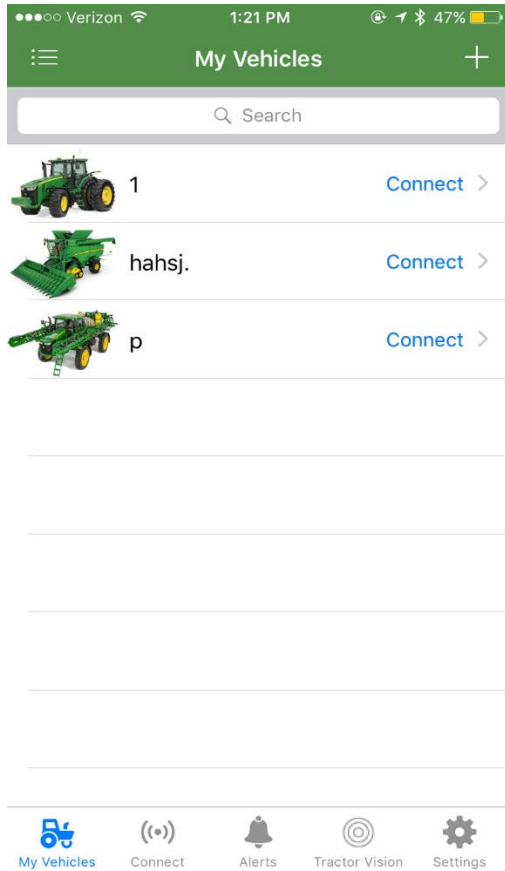 Verizon 1:21 PM 47%
My Vehicles
Search
1 Connect
hahsj. Connect
p Connect
My Vehicles Connect Alerts Tractor Vision Settings